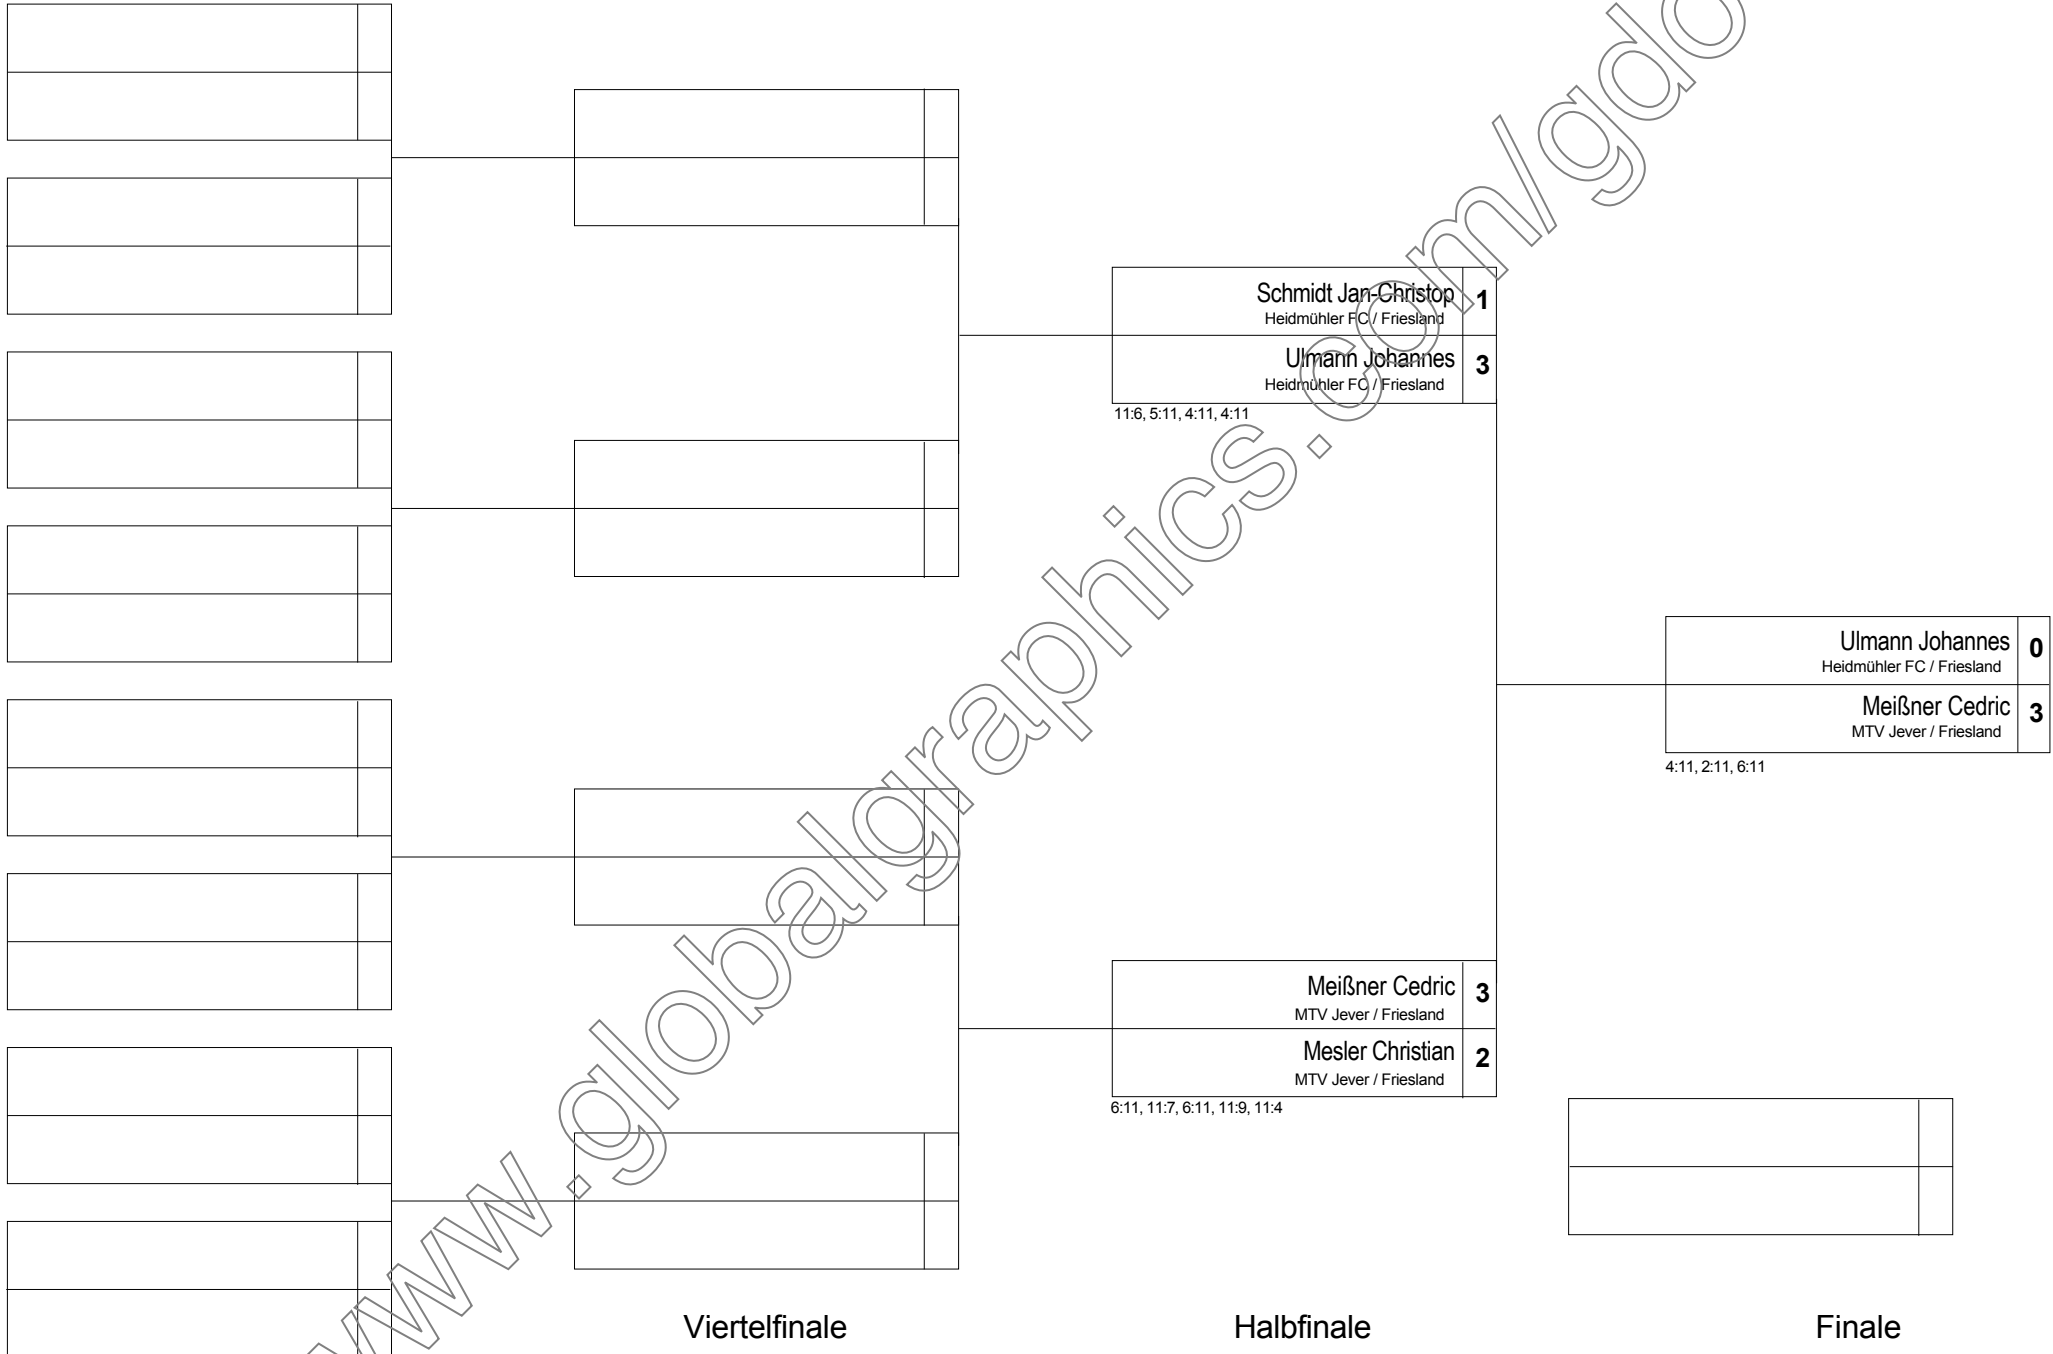 Schmidt Jan-Christop 1
Heidmühler FC / Friesland
Ulmann Johannes 3
Heidmühler FC / Friesland
11:6, 5:11, 4:11, 4:11
Ulmann Johannes 0
Heidmühler FC / Friesland
Meißner Cedric 3
MTV Jever / Friesland
4:11, 2:11, 6:11
Meißner Cedric 3
MTV Jever / Friesland
Mesler Christian 2
MTV Jever / Friesland
6:11, 11:7, 6:11, 11:9, 11:4
Viertelfinale
Halbfinale
Finale
www.globalgraphics.com/gdo